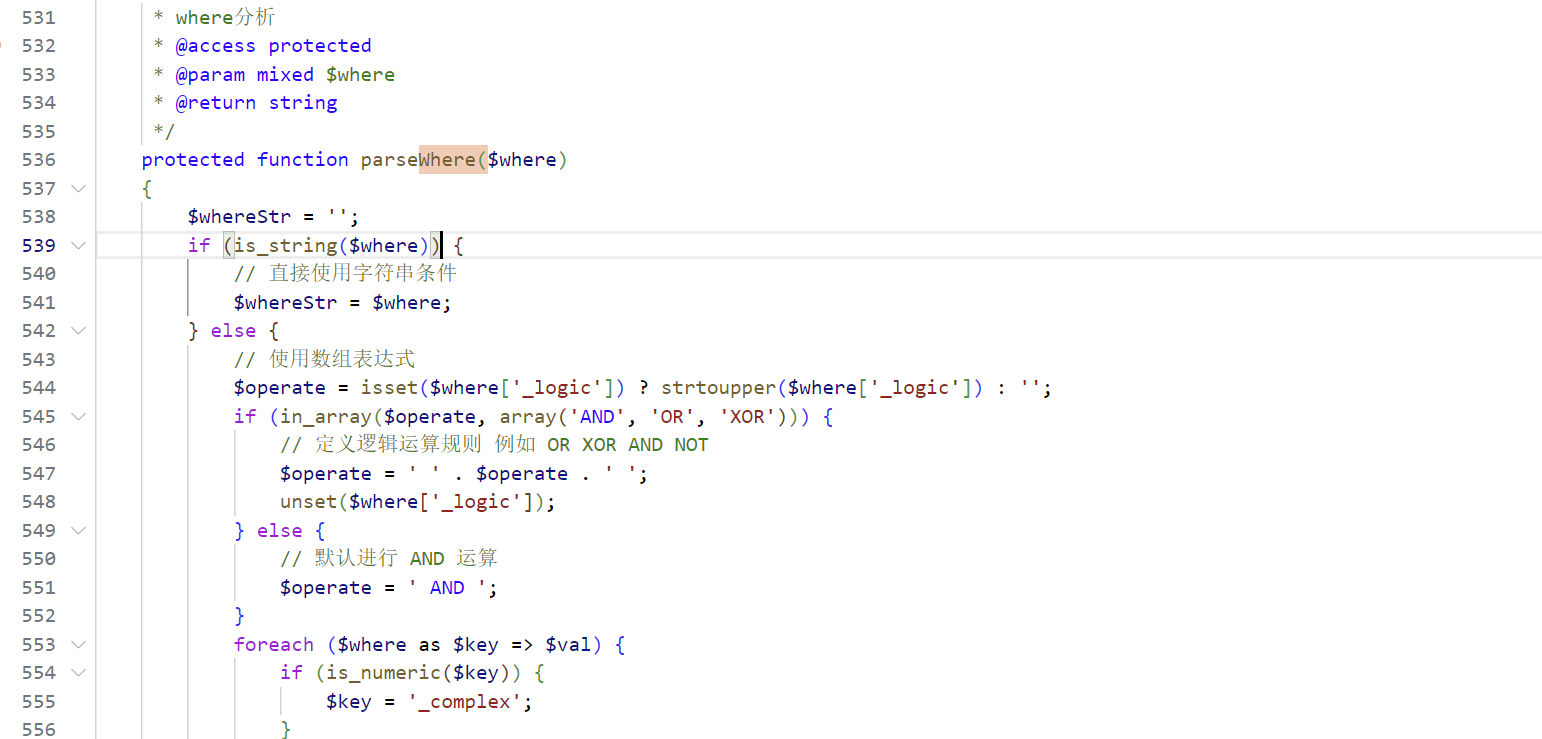 531 * where分析
532 * @access protected
533 * @param mixed $where
534 * @return string
535 */
536 protected function parseWhere($where)
537 {
538 $whereStr = '';
539 if (is_string($where)) {
540 // 直接使用字符串条件
541 $whereStr = $where;
542 } else {
543 // 使用数组表达式
544 $operate = isset($where['_logic']) ? strtoupper($where['_logic']) : '';
545 if (in_array($operate, array('AND', 'OR', 'XOR'))) {
546 // 定义逻辑运算规则 例如 OR XOR AND NOT
547 $operate = ' ' . $operate . ' ';
548 unset($where['_logic']);
549 } else {
550 // 默认进行 AND 运算
551 $operate = ' AND ';
552 }
553 foreach ($where as $key => $val) {
554 if (is_numeric($key)) {
555 $key = '_complex';
556 }